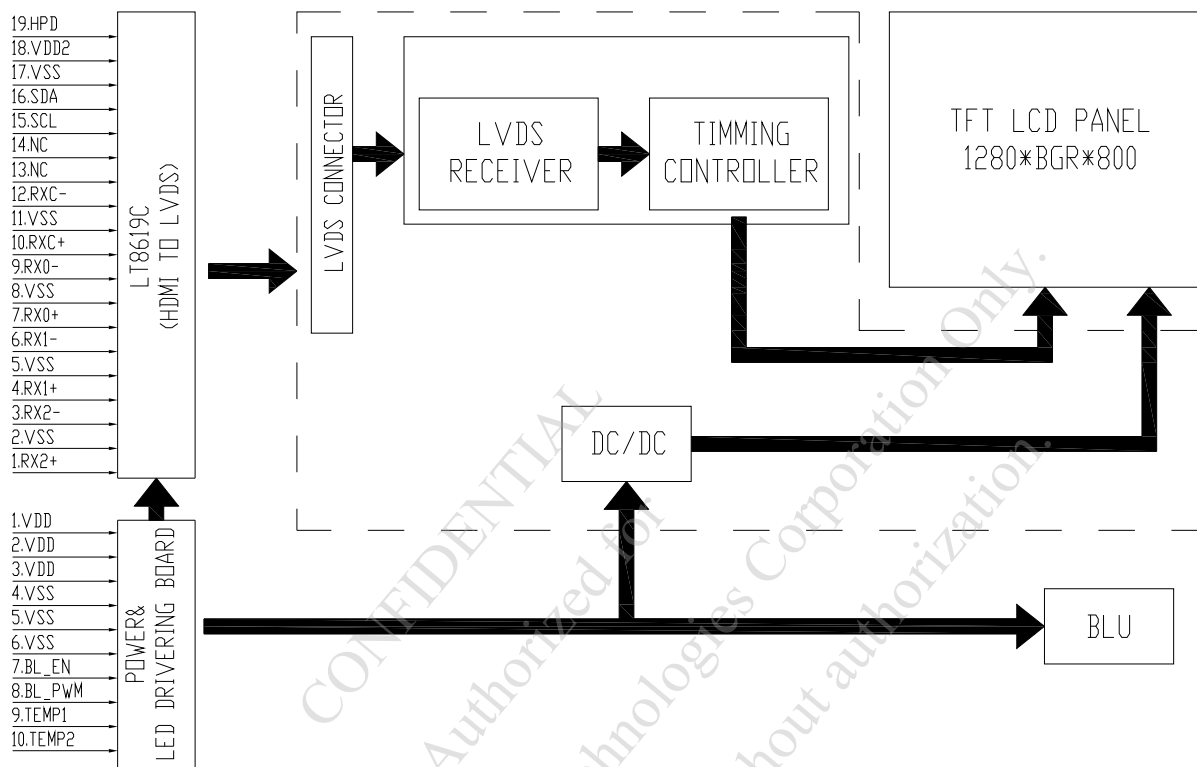 19.HPD
18.VDD2
17.VSS
16.SDA
15.SCL
14.NC
13.NC
12.RXC-
11.VSS
10.RXC+
9.RX0-
8.VSS
7.RX0+
6.RX1-
5.VSS
4.RX1+
3.RX2-
2.VSS
1.RX2+
LT8619C
(HDMI TO LVDS)
LVDS CONNECTOR
LVDS
RECEIVER
TIMMING
CONTROLLER
TFT LCD PANEL
1280*BGR*800
DC/DC
1.VDD
2.VDD
3.VDD
4.VSS
5.VSS
6.VSS
7.BL_EN
8.BL_PWM
9.TEMP1
10.TEMP2
POWER&
LED DRIVERING BOARD
BLU
CONFIDENTIAL
Authorized for
chnologies Corporation Only.
hout authorization.